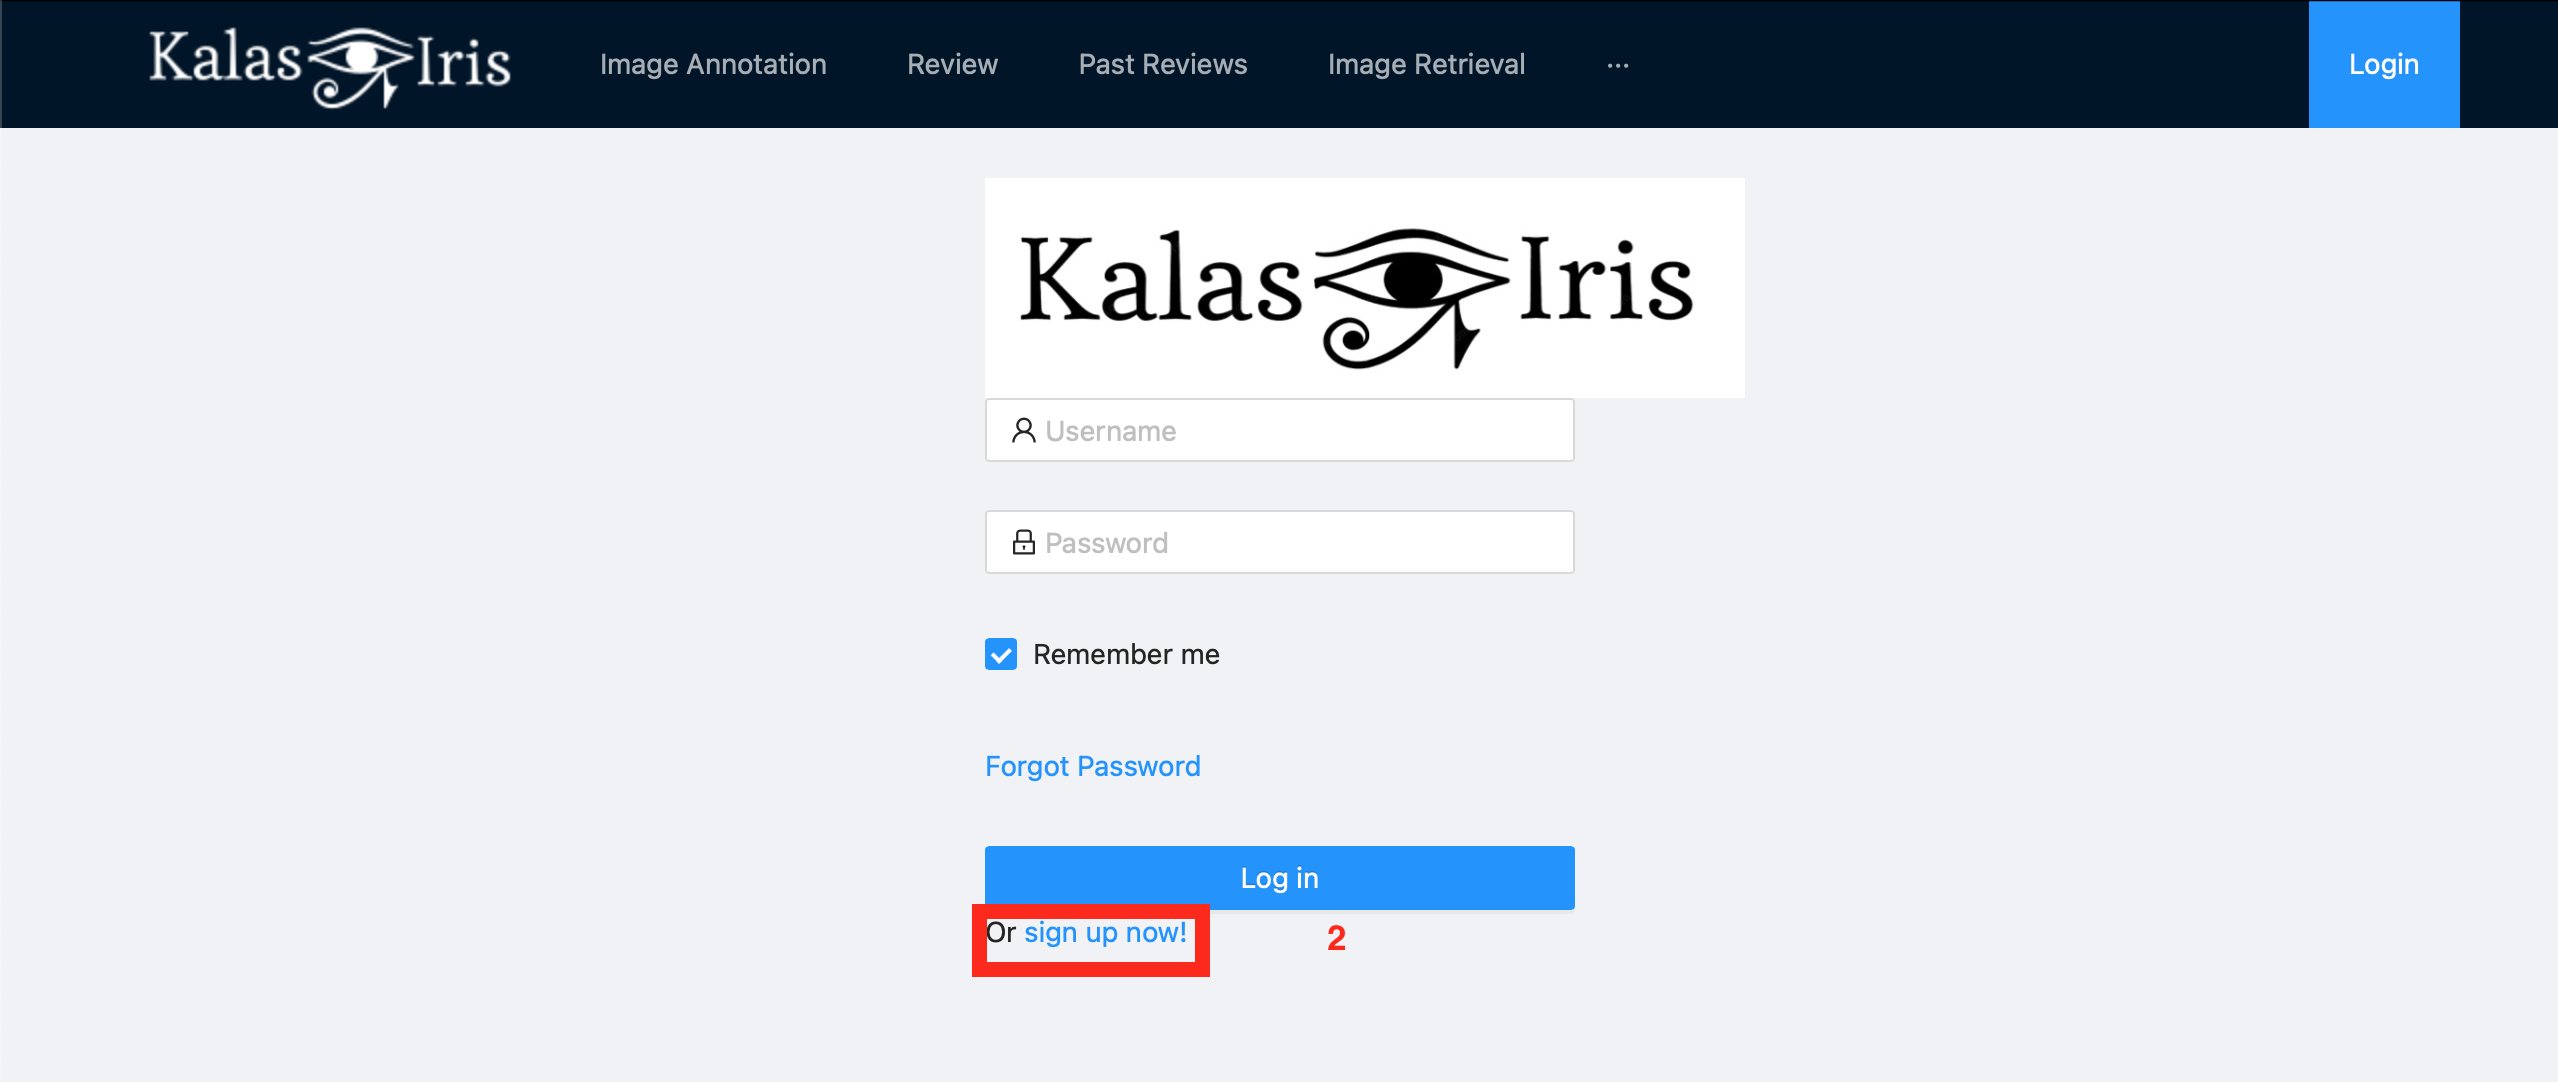 Kalas Iris Image Annotation Review Past Reviews Image Retrieval ... Login
Kalas Iris
Username
Password
Remember me
Forgot Password
Log in
Or sign up now! 2